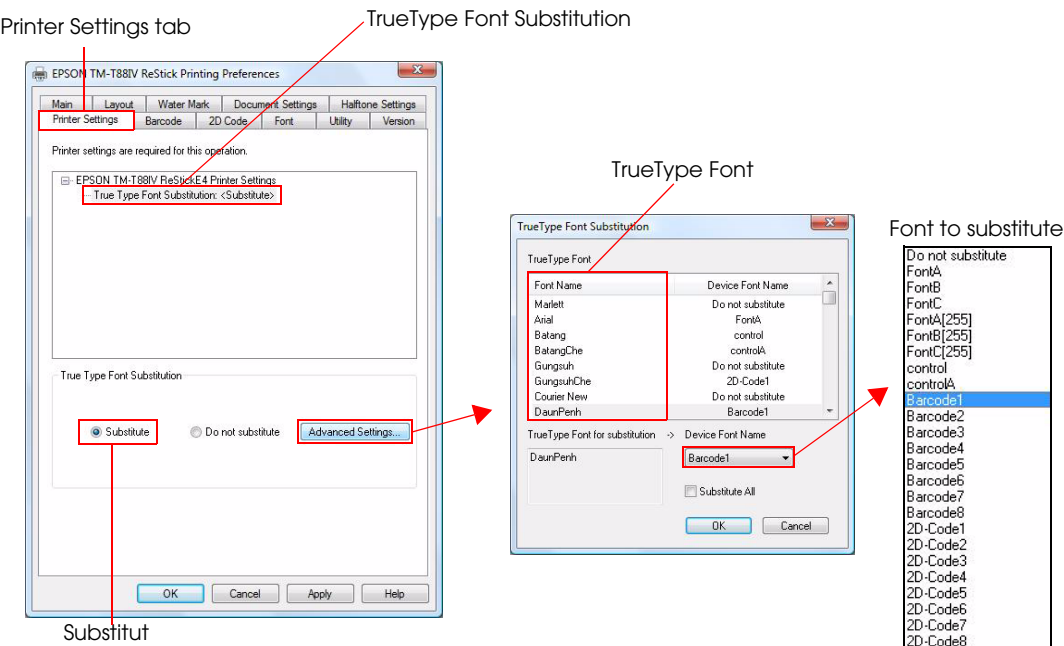 Printer Settings tab
TrueType Font Substitution
EPSON TM-T88IV ReStick Printing Preferences
Main Layout Water Mark Document Settings Halftone Settings
Printer Settings Barcode 2D Code Font Utility Version
Printer settings are required for this operation.
EPSON TM-T88IV ReStickE4 Printer Settings
True Type Font Substitution: <Substitute>
True Type Font Substitution
Substitute Do not substitute Advanced Settings...
OK Cancel Apply Help
Substitut
TrueType Font
TrueType Font Substitution
TrueType Font
Font Name Device Font Name
Marlett Do not substitute
Arial FontA
Batang control
BatangChe controlA
Gungsuh Do not substitute
GungsuhChe 2D-Code1
Courier New Do not substitute
DaunPenh Barcode1
TrueType Font for substitution -> Device Font Name
DaunPenh Barcode1
Substitute All
OK Cancel
Font to substitute
Do not substitute
FontA
FontB
FontC
FontA[255]
FontB[255]
FontC[255]
control
controlA
Barcode1
Barcode2
Barcode3
Barcode4
Barcode5
Barcode6
Barcode7
Barcode8
2D-Code1
2D-Code2
2D-Code3
2D-Code4
2D-Code5
2D-Code6
2D-Code7
2D-Code8